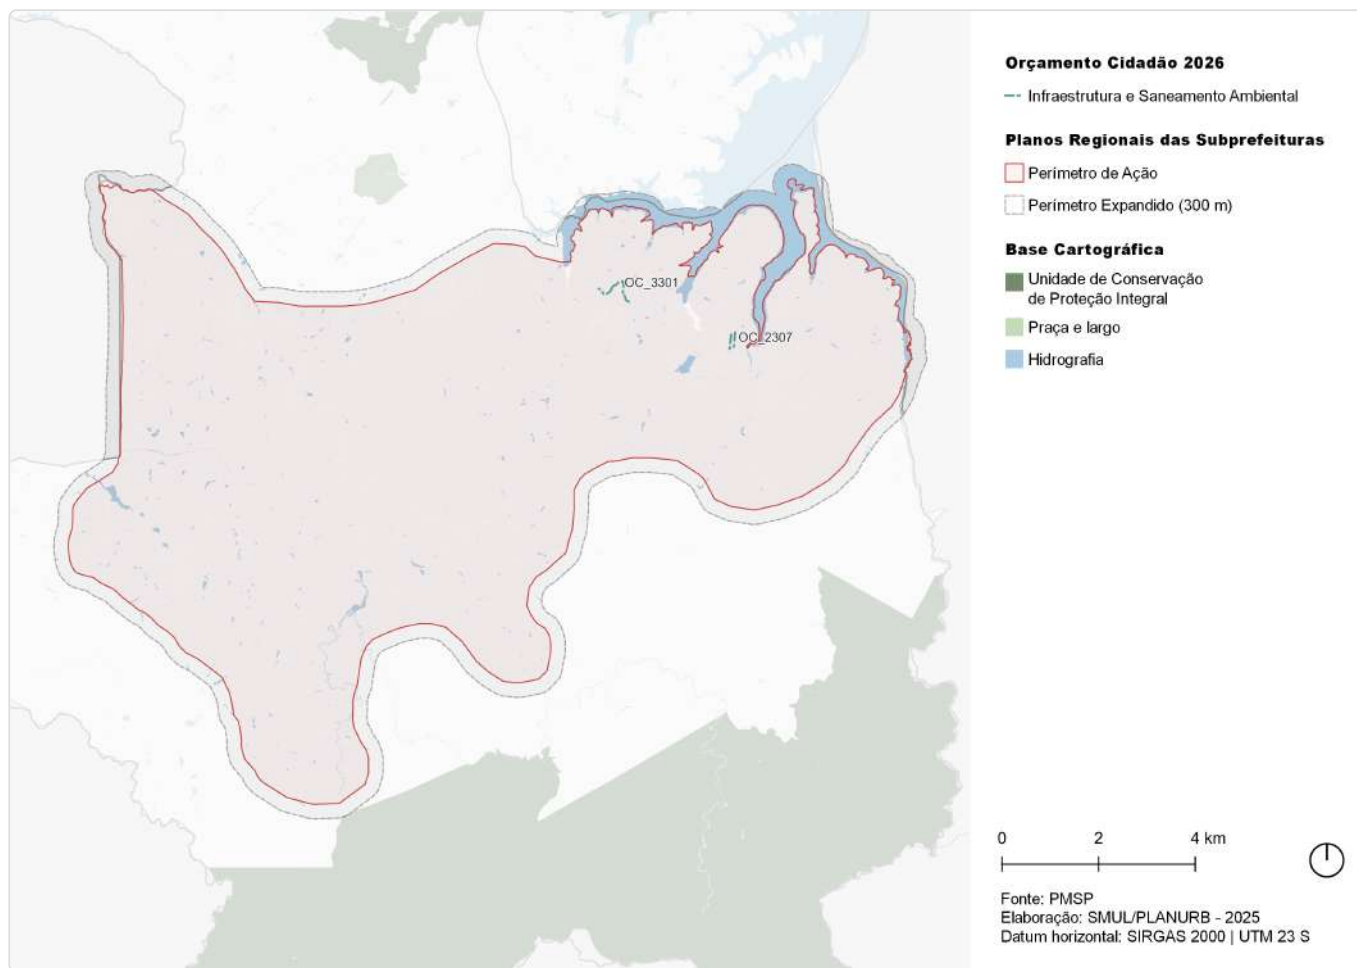 OC_3301
OC_2307
Orçamento Cidadão 2026
Infraestrutura e Saneamento Ambiental
Planos Regionais das Subprefeituras
Perímetro de Ação
Perímetro Expandido (300 m)
Base Cartográfica
Unidade de Conservação
de Proteção Integral
Praça e largo
Hidrografia
0 2 4 km
Fonte: PMSP
Elaboração: SMUL/PLANURB - 2025
Datum horizontal: SIRGAS 2000 | UTM 23 S